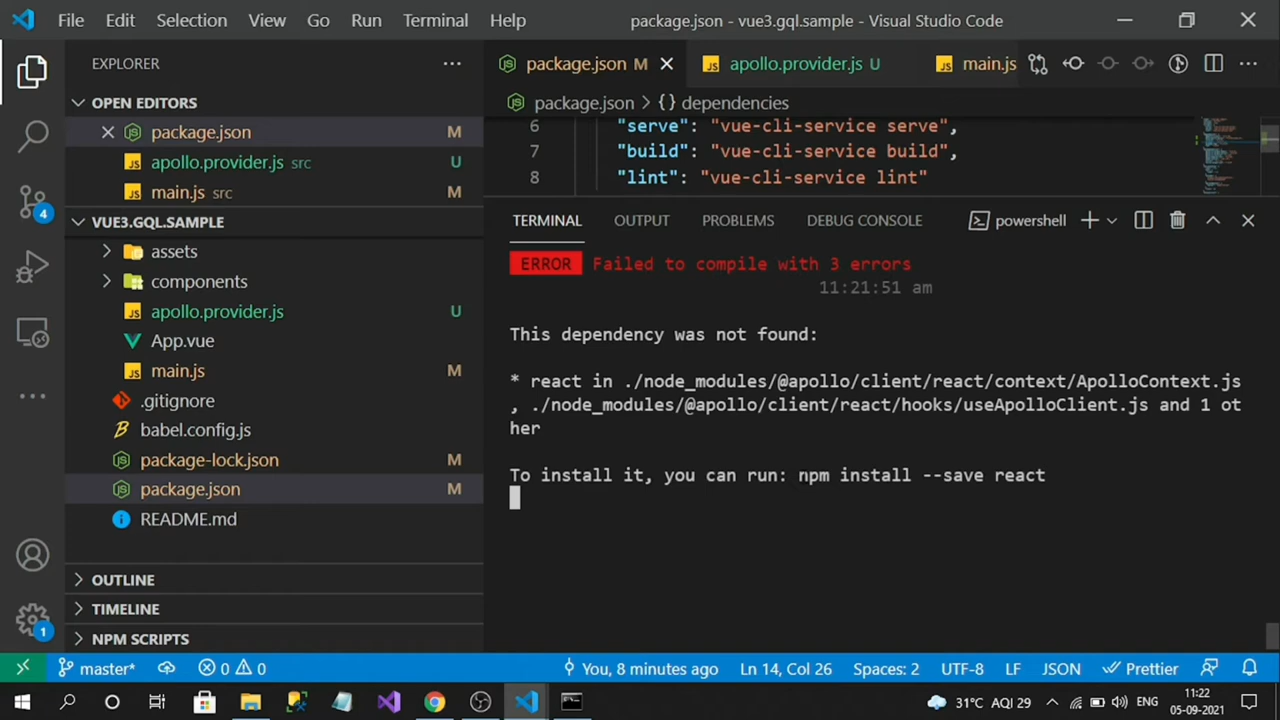 File Edit Selection View Go Run Terminal Help package.json - vue3.gql.sample - Visual Studio Code
EXPLORER
OPEN EDITORS
package.json M
JS apollo.provider.js src U
JS main.js src M
VUE3.GQL.SAMPLE
assets
components
JS apollo.provider.js U
App.vue
JS main.js M
.gitignore
babel.config.js
package-lock.json M
package.json M
README.md
OUTLINE
TIMELINE
NPM SCRIPTS
4
1
package.json M JS apollo.provider.js U JS main.js
package.json > {} dependencies
6 "serve": "vue-cli-service serve",
7 "build": "vue-cli-service build",
8 "lint": "vue-cli-service lint"
TERMINAL OUTPUT PROBLEMS DEBUG CONSOLE powershell
ERROR Failed to compile with 3 errors
11:21:51 am
This dependency was not found:
* react in ./node_modules/@apollo/client/react/context/ApolloContext.js
, ./node_modules/@apollo/client/react/hooks/useApolloClient.js and 1 ot
her
To install it, you can run: npm install --save react
master* 0 0 You, 8 minutes ago Ln 14, Col 26 Spaces: 2 UTF-8 LF JSON Prettier
31°C AQI 29 ENG 11:22
05-09-2021